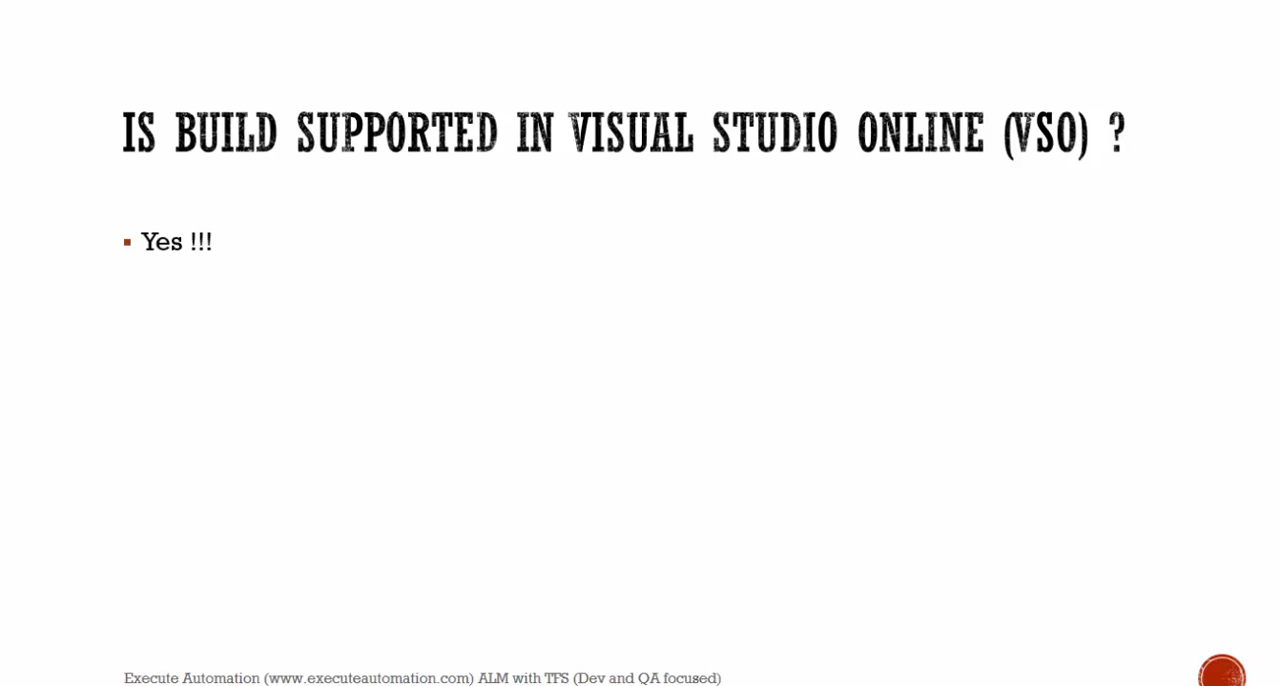 IS BUILD SUPPORTED IN VISUAL STUDIO ONLINE (VSO) ?
Yes !!!
Execute Automation (www.executeautomation.com) ALM with TFS (Dev and QA focused)